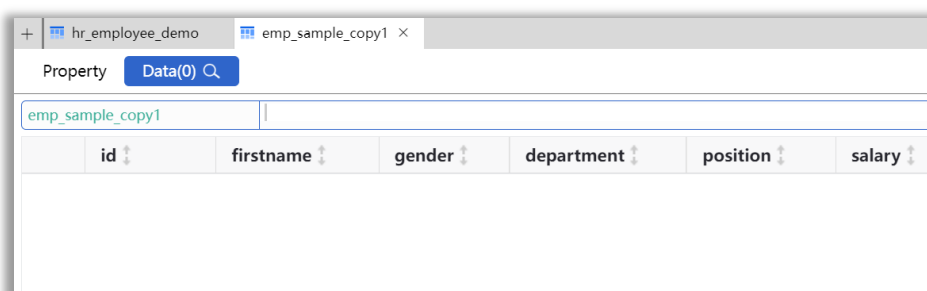 + hr_employee_demo emp_sample_copy1 ×
Property Data(0)
emp_sample_copy1
id firstname gender department position salary